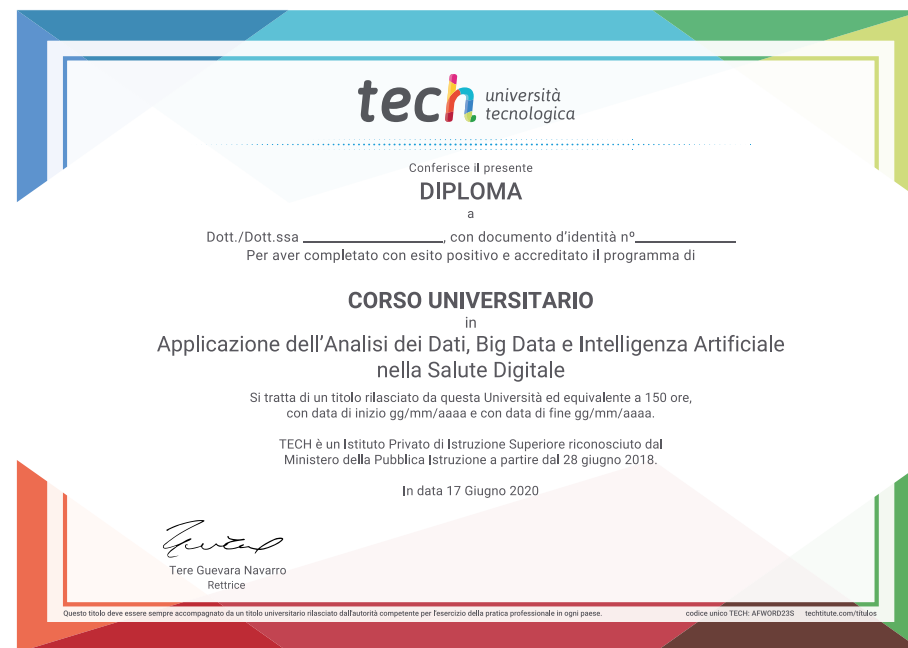 tech università
tecnologica
Conferisce il presente
DIPLOMA
a
Dott./Dott.ssa ________________, con documento d'identità nº____________
Per aver completato con esito positivo e accreditato il programma di
CORSO UNIVERSITARIO
in
Applicazione dell'Analisi dei Dati, Big Data e Intelligenza Artificiale
nella Salute Digitale
Si tratta di un titolo rilasciato da questa Università ed equivalente a 150 ore,
con data di inizio gg/mm/aaaa e con data di fine gg/mm/aaaa.
TECH è un Istituto Privato di Istruzione Superiore riconosciuto dal
Ministero della Pubblica Istruzione a partire dal 28 giugno 2018.
In data 17 Giugno 2020
Tere Guevara Navarro
Rettrice
Questo titolo deve essere sempre accompagnato da un titolo universitario rilasciato dall'autorità competente per l'esercizio della pratica professionale in ogni paese. codice unico TECH: AFWORD23S techtitute.com/titulos